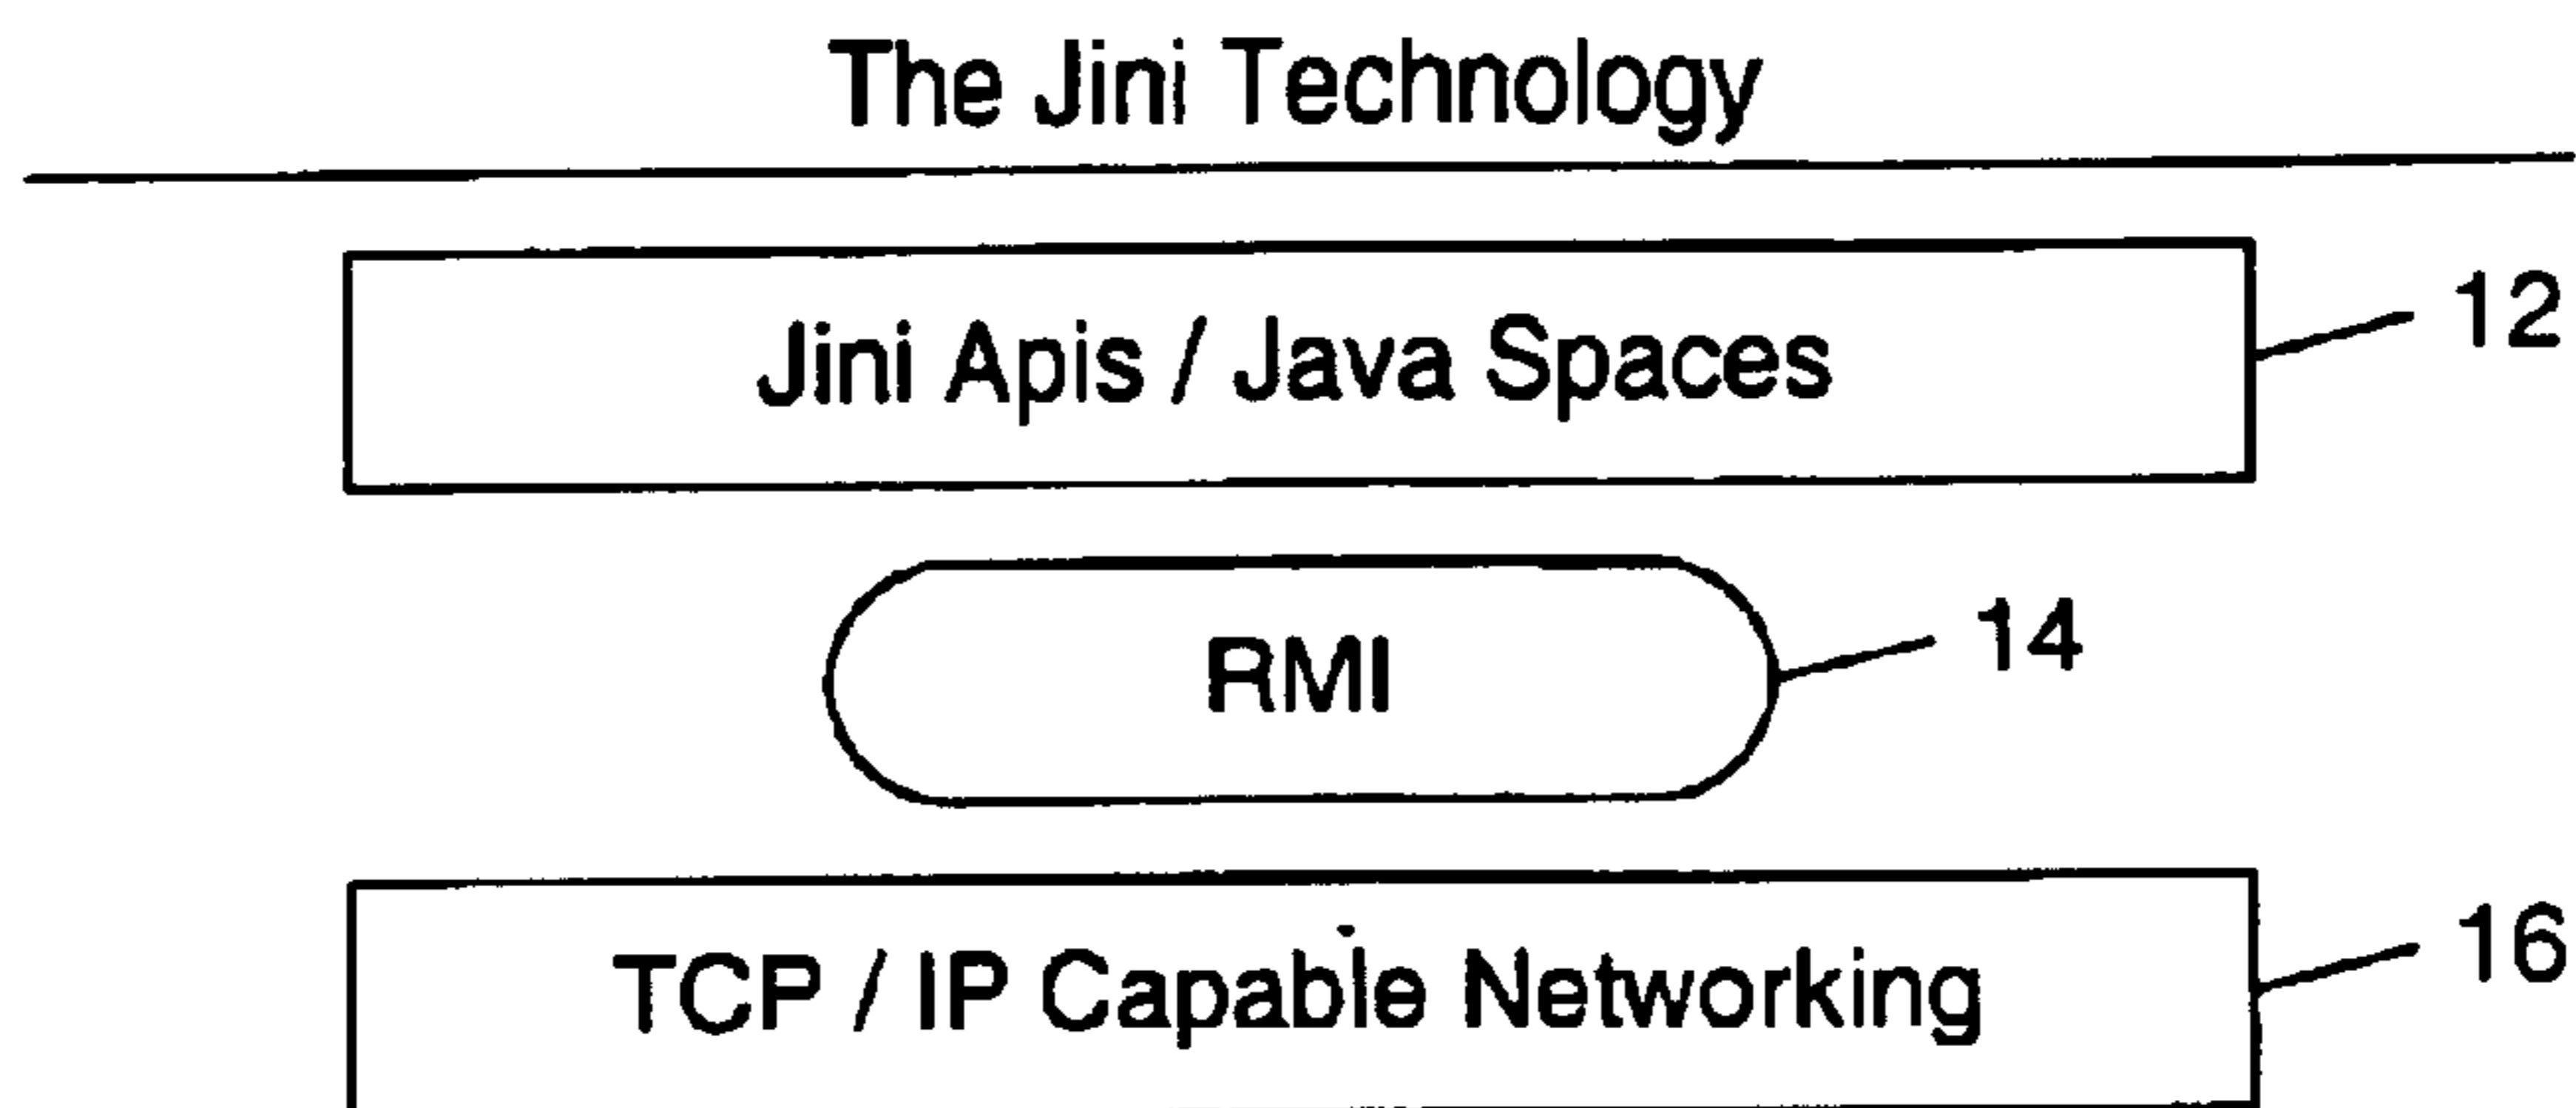 The Jini Technology
Jini Apis / Java Spaces
12
RMI
14
TCP / IP Capable Networking
16